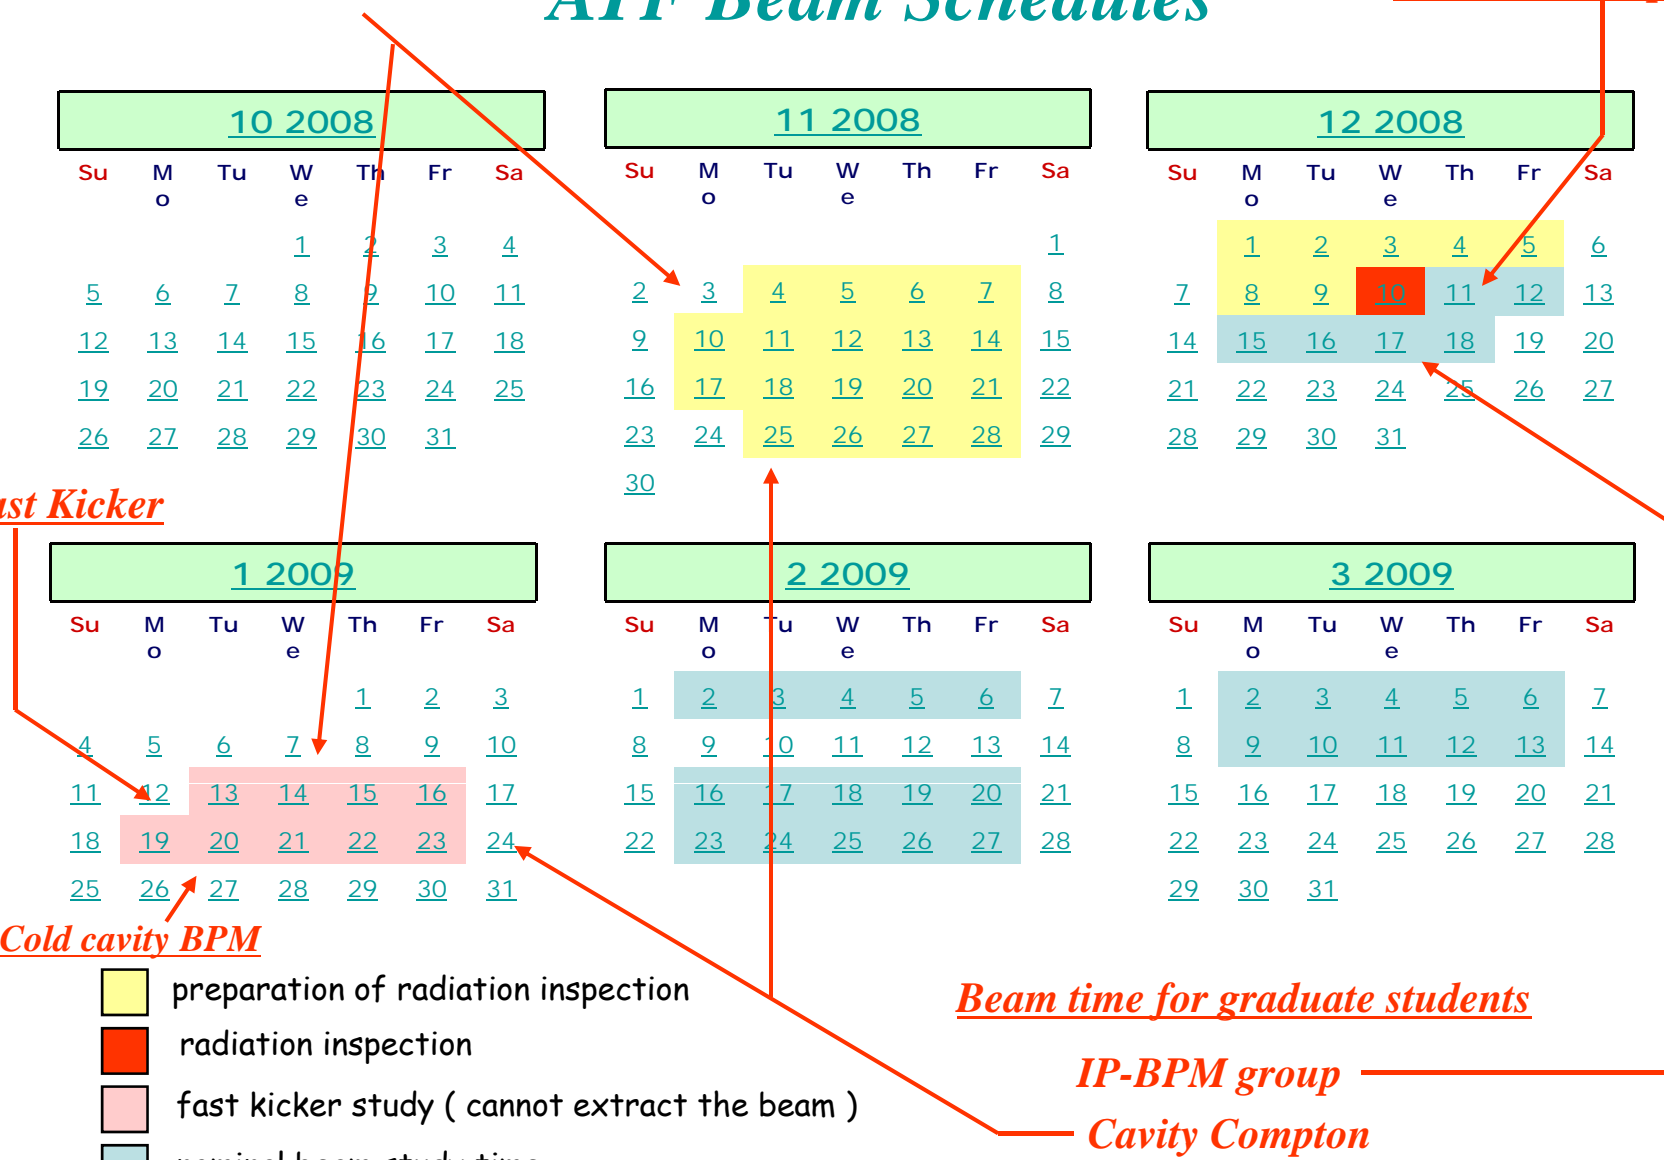 ATF Beam Schedules
10 2008
Su Mo Tu We Th Fr Sa
1 2 3 4
5 6 7 8 9 10 11
12 13 14 15 16 17 18
19 20 21 22 23 24 25
26 27 28 29 30 31
11 2008
Su Mo Tu We Th Fr Sa
1
2 3 4 5 6 7 8
9 10 11 12 13 14 15
16 17 18 19 20 21 22
23 24 25 26 27 28 29
30
12 2008
Su Mo Tu We Th Fr Sa
1 2 3 4 5 6
7 8 9 10 11 12 13
14 15 16 17 18 19 20
21 22 23 24 25 26 27
28 29 30 31
Kicker
1 2009
Su Mo Tu We Th Fr Sa
1 2 3
4 5 6 7 8 9 10
11 12 13 14 15 16 17
18 19 20 21 22 23 24
25 26 27 28 29 30 31
2 2009
Su Mo Tu We Th Fr Sa
1 2 3 4 5 6 7
8 9 10 11 12 13 14
15 16 17 18 19 20 21
22 23 24 25 26 27 28
3 2009
Su Mo Tu We Th Fr Sa
1 2 3 4 5 6 7
8 9 10 11 12 13 14
15 16 17 18 19 20 21
22 23 24 25 26 27 28
29 30 31
Cold cavity BPM
preparation of radiation inspection
radiation inspection
fast kicker study ( cannot extract the beam )
beam study time
Beam time for graduate students
IP-BPM group
Cavity Compton